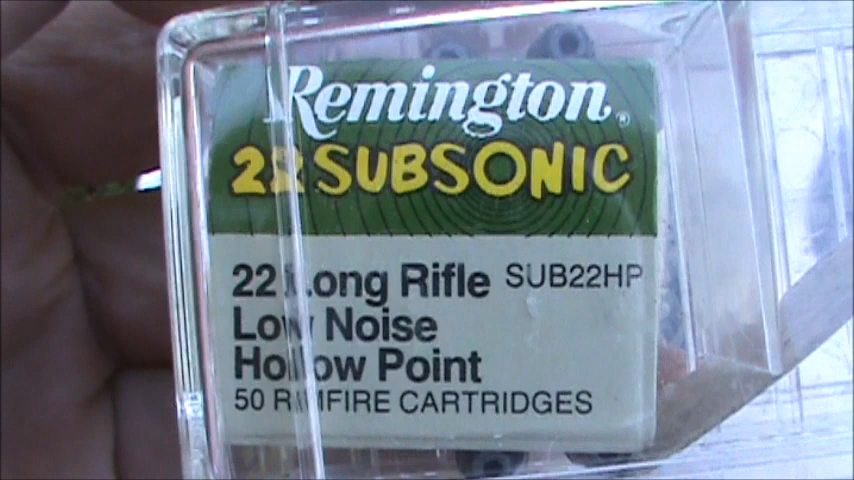 Remington®
22 SUBSONIC
22 Long Rifle SUB22HP
Low Noise
Hollow Point
50 RIMFIRE CARTRIDGES